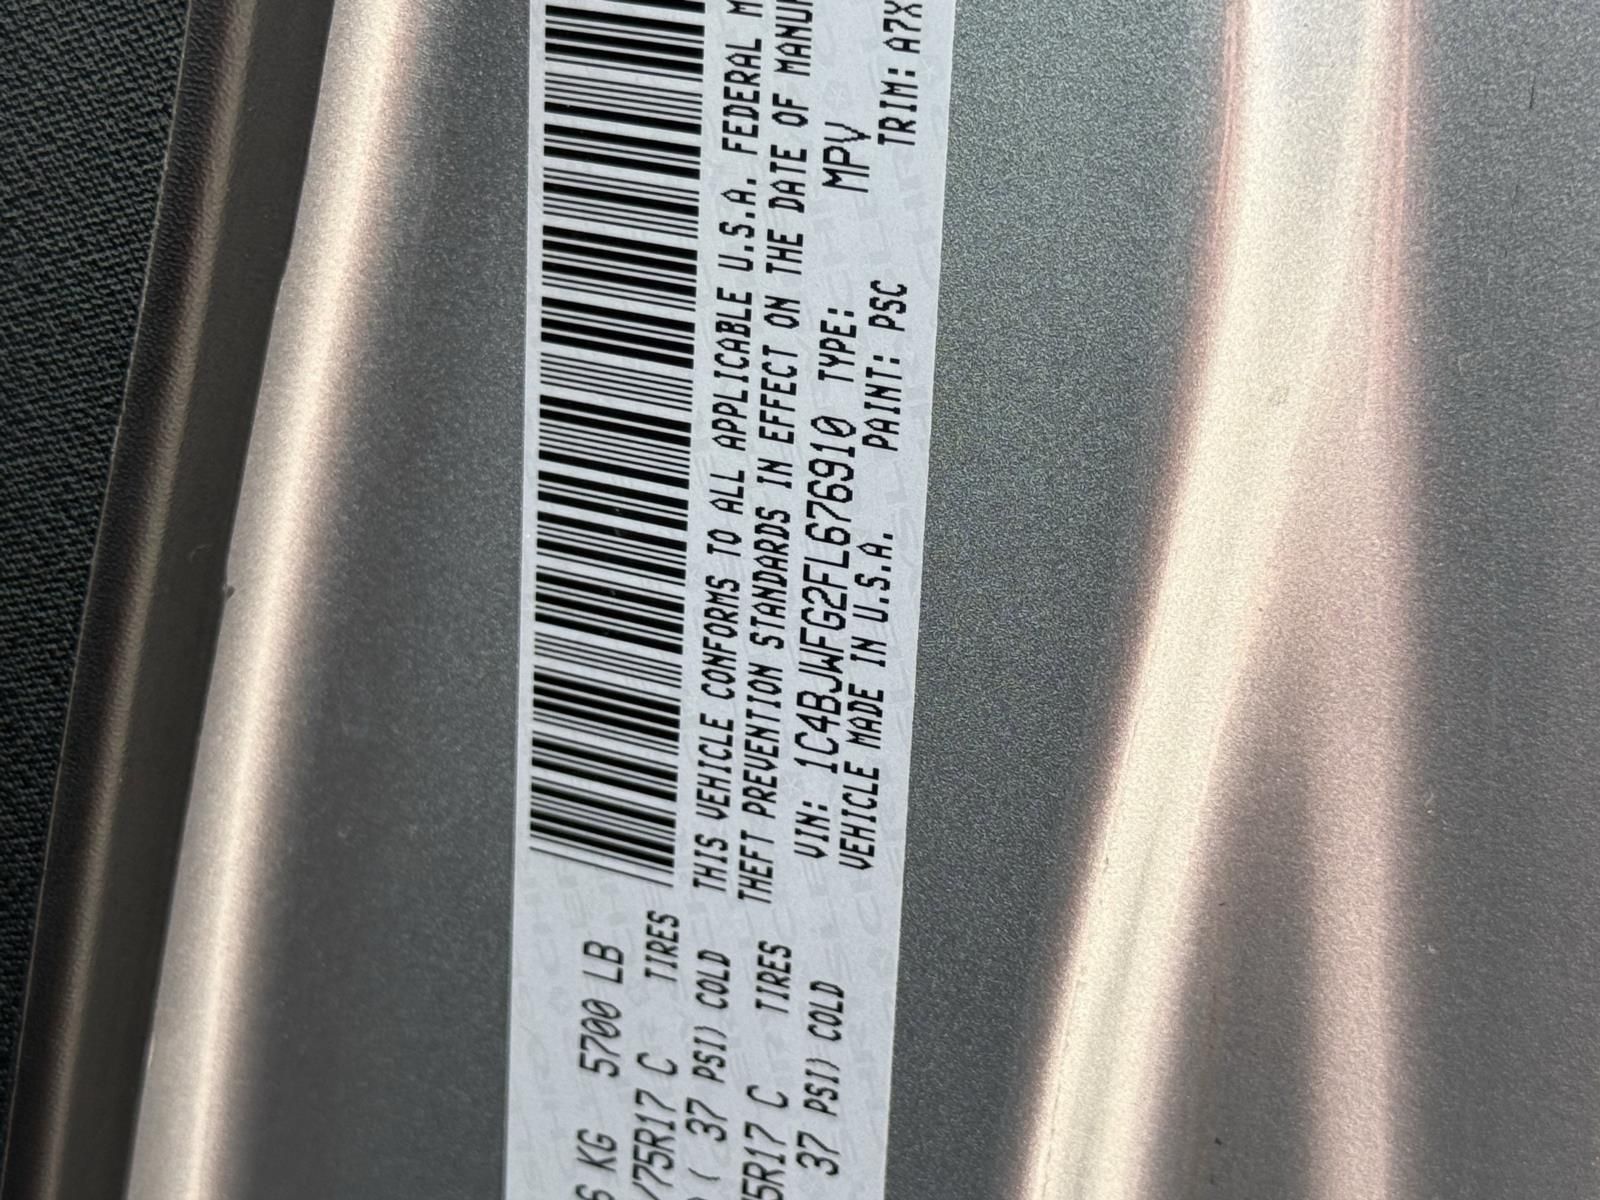 S KG 5700 LB
/75R17 C TIRES
( 37 PSI) COLD
5R17 C TIRES
37 PSI) COLD
THIS VEHICLE CONFORMS TO ALL APPLICABLE U.S.A. FEDERAL M
THEFT PREVENTION STANDARDS IN EFFECT ON THE DATE OF MANUF
VIN: 1C4BJWFG2FL676910 TYPE: MPV
VEHICLE MADE IN U.S.A. PAINT: PSC TRIM: A7X